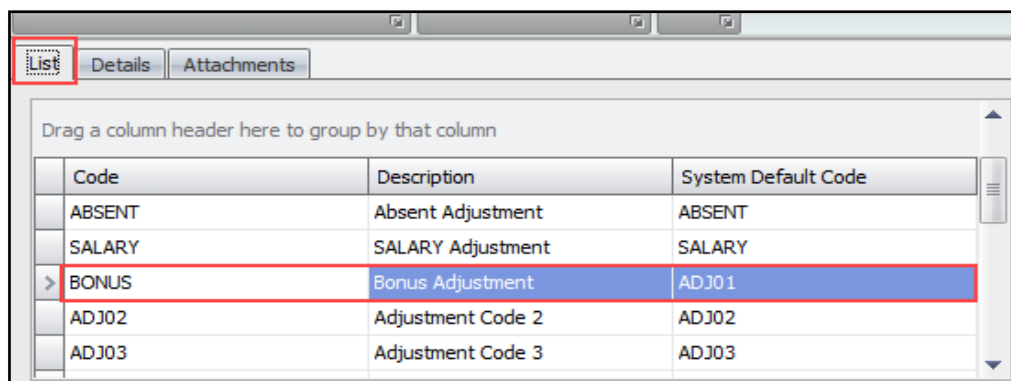 List Details Attachments
Drag a column header here to group by that column
Code Description System Default Code
ABSENT Absent Adjustment ABSENT
SALARY SALARY Adjustment SALARY
BONUS Bonus Adjustment ADJ01
ADJ02 Adjustment Code 2 ADJ02
ADJ03 Adjustment Code 3 ADJ03